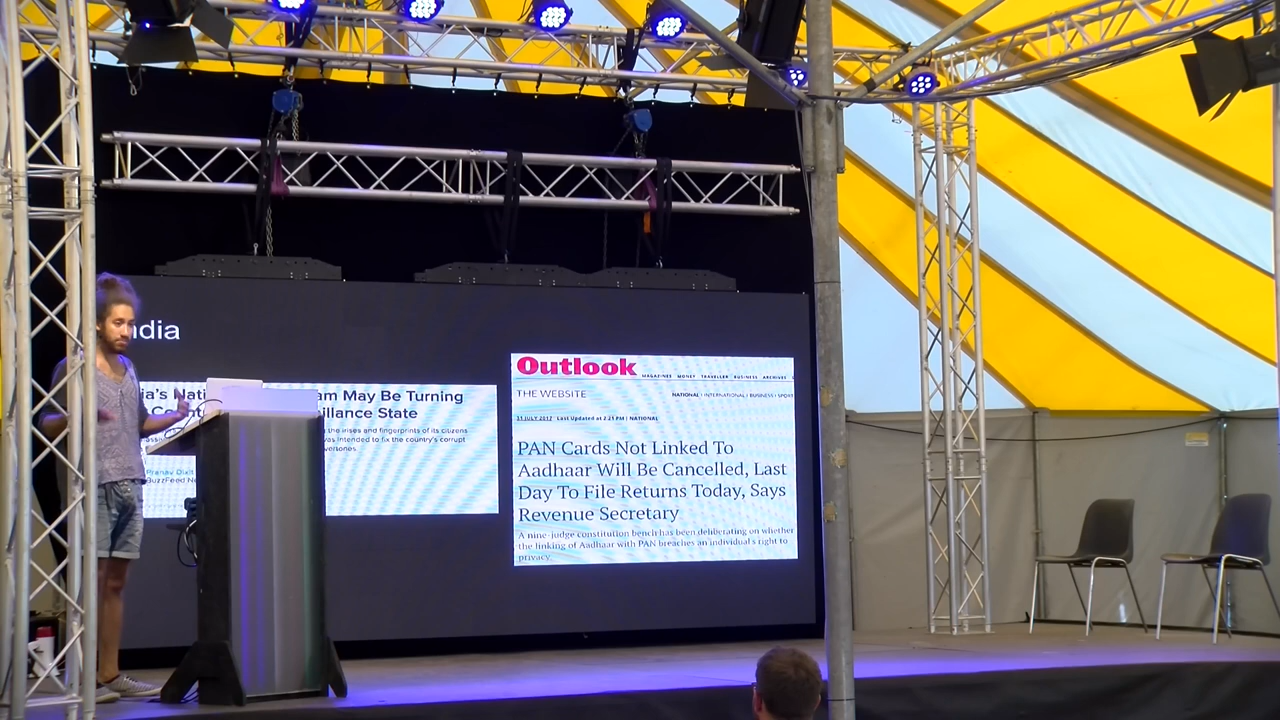 ndia
ia's Nati am May Be Turning
illance State
the irises and fingerprints of its citizens
was intended to fix the country's corrupt
Pranav Dixit
BuzzFeed Ne
Outlook
MAGAZINES MONEY TRAVELLER BUSINESS ARCHIVES
THE WEBSITE
NATIONAL | INTERNATIONAL | BUSINESS | SPORT
31 JULY 2017 Last Updated at 2:21 PM | NATIONAL
PAN Cards Not Linked To
Aadhaar Will Be Cancelled, Last
Day To File Returns Today, Says
Revenue Secretary
A nine-judge constitution bench has been deliberating on whether
the linking of Aadhaar with PAN breaches an individual's right to
privacy.